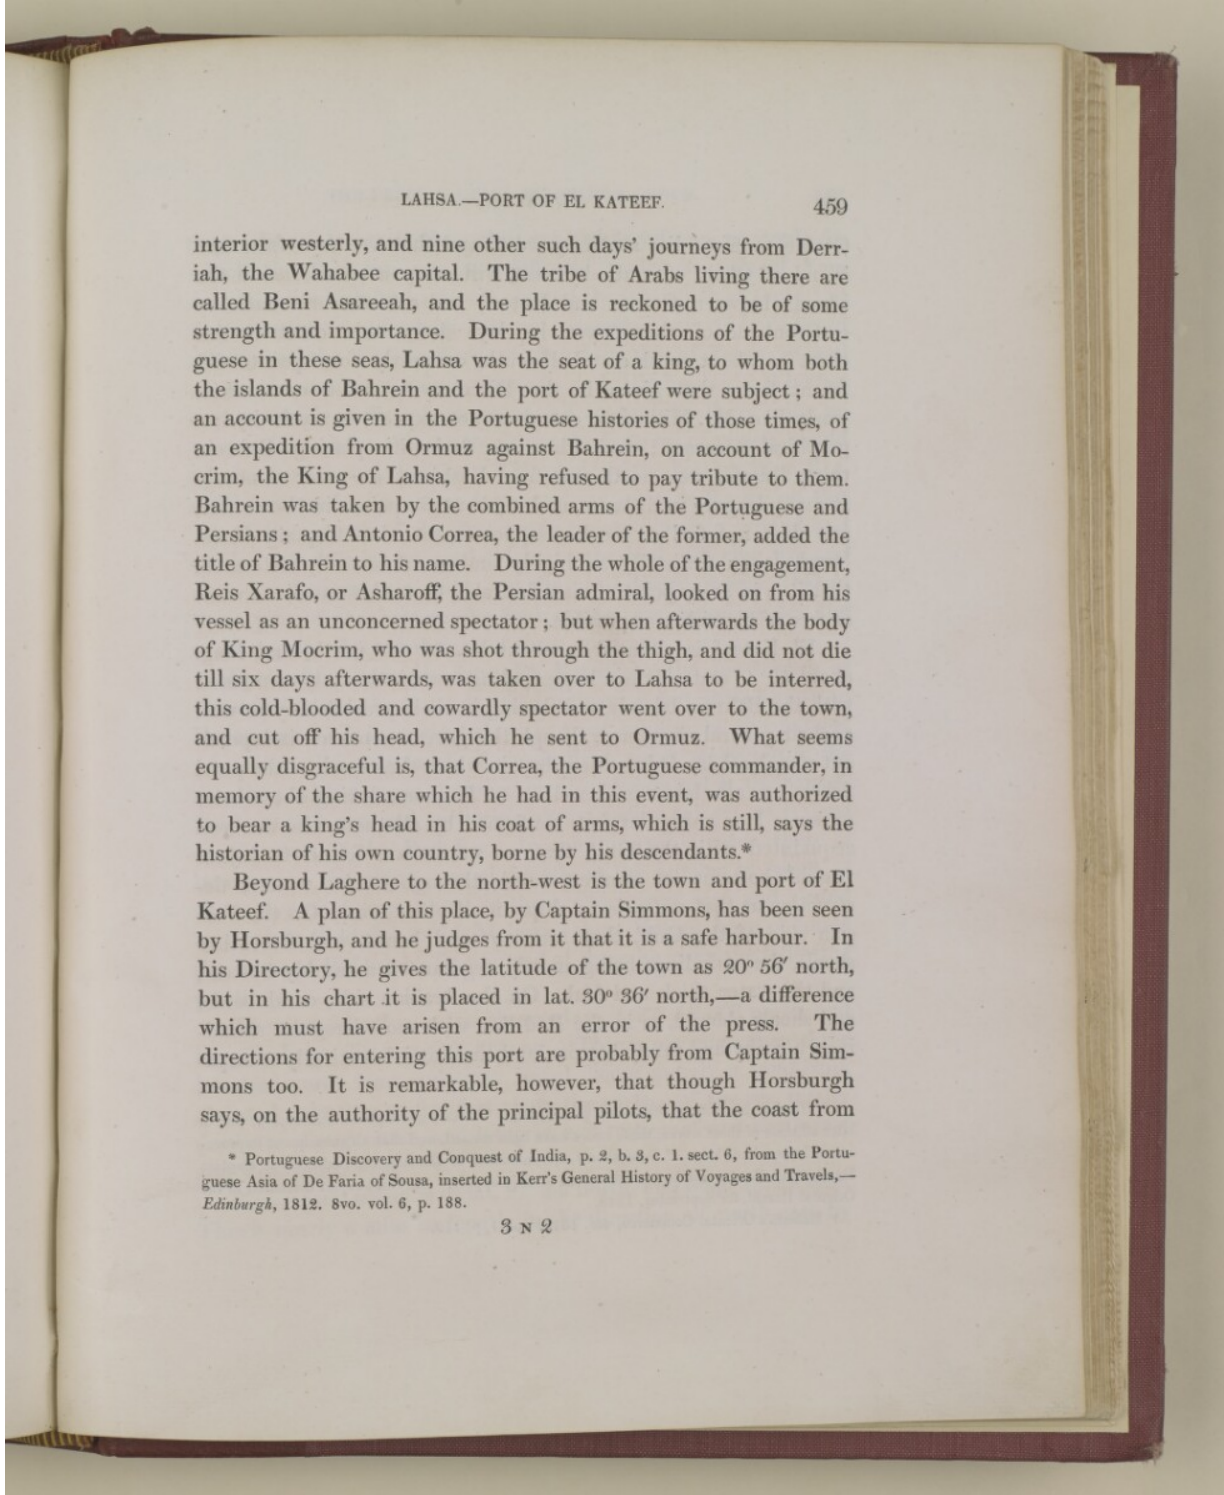 LAHSA.—PORT OF EL KATEEF. 459
interior westerly, and nine other such days' journeys from Derr-
iah, the Wahabee capital. The tribe of Arabs living there are
called Beni Asareeah, and the place is reckoned to be of some
strength and importance. During the expeditions of the Portu-
guese in these seas, Lahsa was the seat of a king, to whom both
the islands of Bahrein and the port of Kateef were subject; and
an account is given in the Portuguese histories of those times, of
an expedition from Ormuz against Bahrein, on account of Mo-
crim, the King of Lahsa, having refused to pay tribute to them.
Bahrein was taken by the combined arms of the Portuguese and
Persians; and Antonio Correa, the leader of the former, added the
title of Bahrein to his name. During the whole of the engagement,
Reis Xarafo, or Asharoff, the Persian admiral, looked on from his
vessel as an unconcerned spectator; but when afterwards the body
of King Mocrim, who was shot through the thigh, and did not die
till six days afterwards, was taken over to Lahsa to be interred,
this cold-blooded and cowardly spectator went over to the town,
and cut off his head, which he sent to Ormuz. What seems
equally disgraceful is, that Correa, the Portuguese commander, in
memory of the share which he had in this event, was authorized
to bear a king's head in his coat of arms, which is still, says the
historian of his own country, borne by his descendants.*
Beyond Laghere to the north-west is the town and port of El
Kateef. A plan of this place, by Captain Simmons, has been seen
by Horsburgh, and he judges from it that it is a safe harbour. In
his Directory, he gives the latitude of the town as 20° 56′ north,
but in his chart it is placed in lat. 30° 36′ north,—a difference
which must have arisen from an error of the press. The
directions for entering this port are probably from Captain Sim-
mons too. It is remarkable, however, that though Horsburgh
says, on the authority of the principal pilots, that the coast from
* Portuguese Discovery and Conquest of India, p. 2, b. 3, c. 1. sect. 6, from the Portu-
guese Asia of De Faria of Sousa, inserted in Kerr's General History of Voyages and Travels,—
Edinburgh, 1812. 8vo. vol. 6, p. 188.
3 N 2